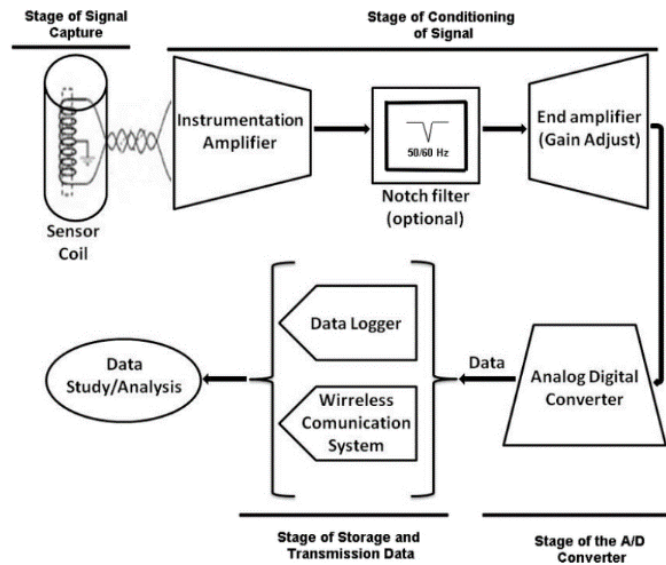 Stage of Signal
Capture
Stage of Conditioning
of Signal
Sensor
Coil
Instrumentation
Amplifier
50/60 Hz
Notch filter
(optional)
End amplifier
(Gain Adjust)
Data
Study/Analysis
Data Logger
Wirreless
Comunication
System
Data
Analog Digital
Converter
Stage of Storage and
Transmission Data
Stage of the A/D
Converter